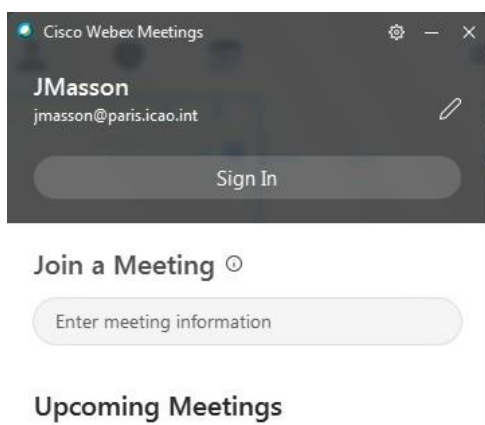 Cisco Webex Meetings
JMasson
jmasson@paris.icao.int
Sign In
Join a Meeting
Enter meeting information
Upcoming Meetings